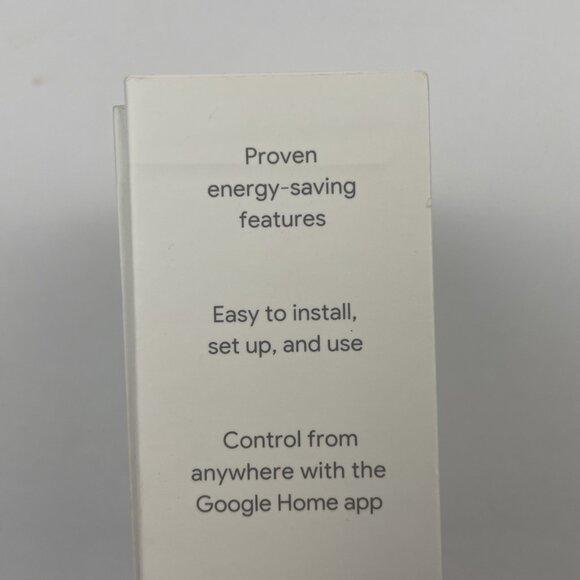 Proven
energy-saving
features
Easy to install,
set up, and use
Control from
anywhere with the
Google Home app